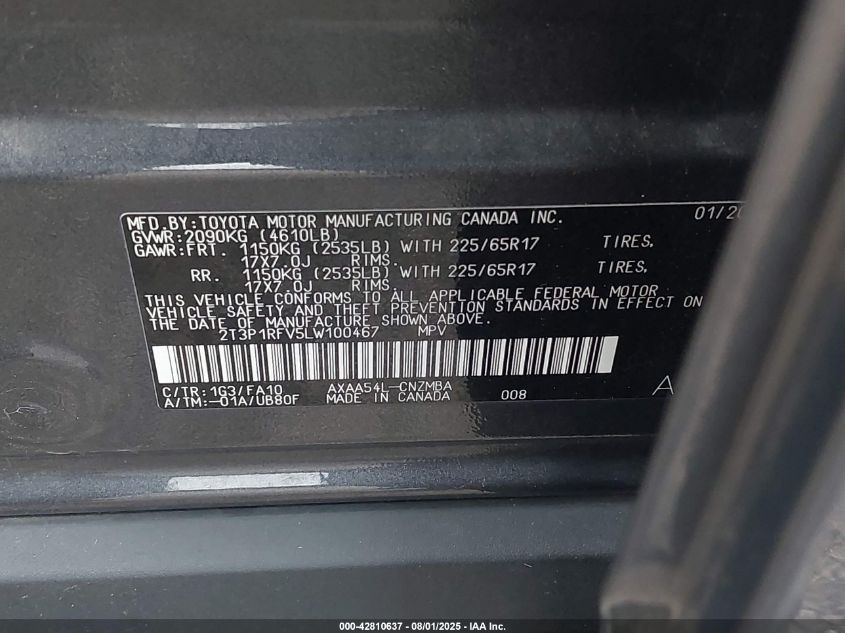 MFD.BY:TOYOTA MOTOR MANUFACTURING CANADA INC. 01/20
GVWR:2090KG (4610LB)
GAWR:FRT. 1150KG (2535LB) WITH 225/65R17 TIRES,
17X7.0J RIMS.
RR. 1150KG (2535LB) WITH 225/65R17 TIRES,
17X7.0J RIMS.
THIS VEHICLE CONFORMS TO ALL APPLICABLE FEDERAL MOTOR
VEHICLE SAFETY AND THEFT PREVENTION STANDARDS IN EFFECT ON
THE DATE OF MANUFACTURE SHOWN ABOVE.
2T3P1RFV5LW100467 MPV
C/TR:1G3/FA10 AXAA54L-CNZMBA
A/TM:-01A/UB80F MADE IN CANADA 008 A
000-42810637 - 08/01/2025 - IAA Inc.